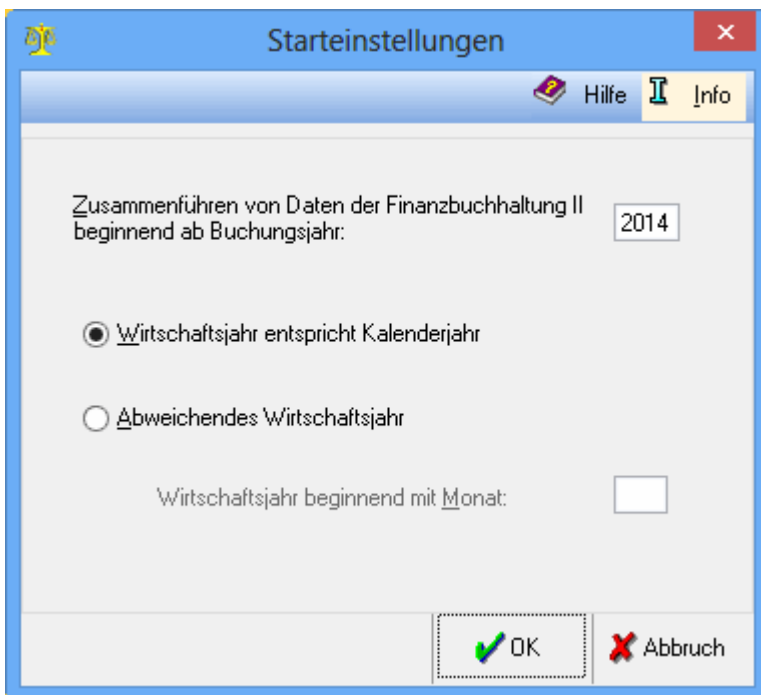 Starteinstellungen
Hilfe Info
Zusammenführen von Daten der Finanzbuchhaltung II
beginnend ab Buchungsjahr: 2014
Wirtschaftsjahr entspricht Kalenderjahr
Abweichendes Wirtschaftsjahr
Wirtschaftsjahr beginnend mit Monat:
OK Abbruch